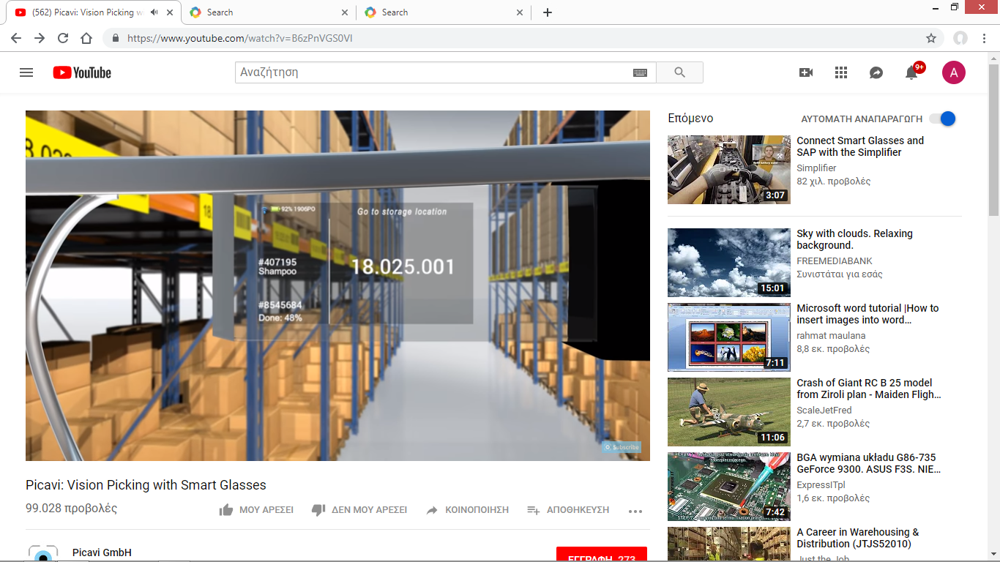 (562) Picavi: Vision Picking w
Search
Search
https://www.youtube.com/watch?v=B6zPnVGS0VI
YouTube
Αναζήτηση
9+
A
92% 1906PO
Go to storage location
#407195
Shampoo
18.025.001
#8545684
Done: 48%
Subscribe
Picavi: Vision Picking with Smart Glasses
99.028 προβολές
ΜΟΥ ΑΡΕΣΕΙ
ΔΕΝ ΜΟΥ ΑΡΕΣΕΙ
ΚΟΙΝΟΠΟΙΗΣΗ
ΑΠΟΘΗΚΕΥΣΗ
Picavi GmbH
ΕΓΓΡΑΦΗ 273
Επόμενο
ΑΥΤΟΜΑΤΗ ΑΝΑΠΑΡΑΓΩΓΗ
Connect Smart Glasses and
SAP with the Simplifier
Simplifier
82 χιλ. προβολές
3:07
Sky with clouds. Relaxing
background.
FREEMEDIABANK
Συνιστάται για εσάς
15:01
Microsoft word tutorial |How to
insert images into word…
rahmat maulana
8,8 εκ. προβολές
7:11
Crash of Giant RC B 25 model
from Ziroli plan - Maiden Fligh…
ScaleJetFred
2,7 εκ. προβολές
11:06
BGA wymiana układu G86-735
GeForce 9300. ASUS F3S. NIE…
ExpressITpl
1,6 εκ. προβολές
7:42
A Career in Warehousing &
Distribution (JTJS52010)
Just the Job